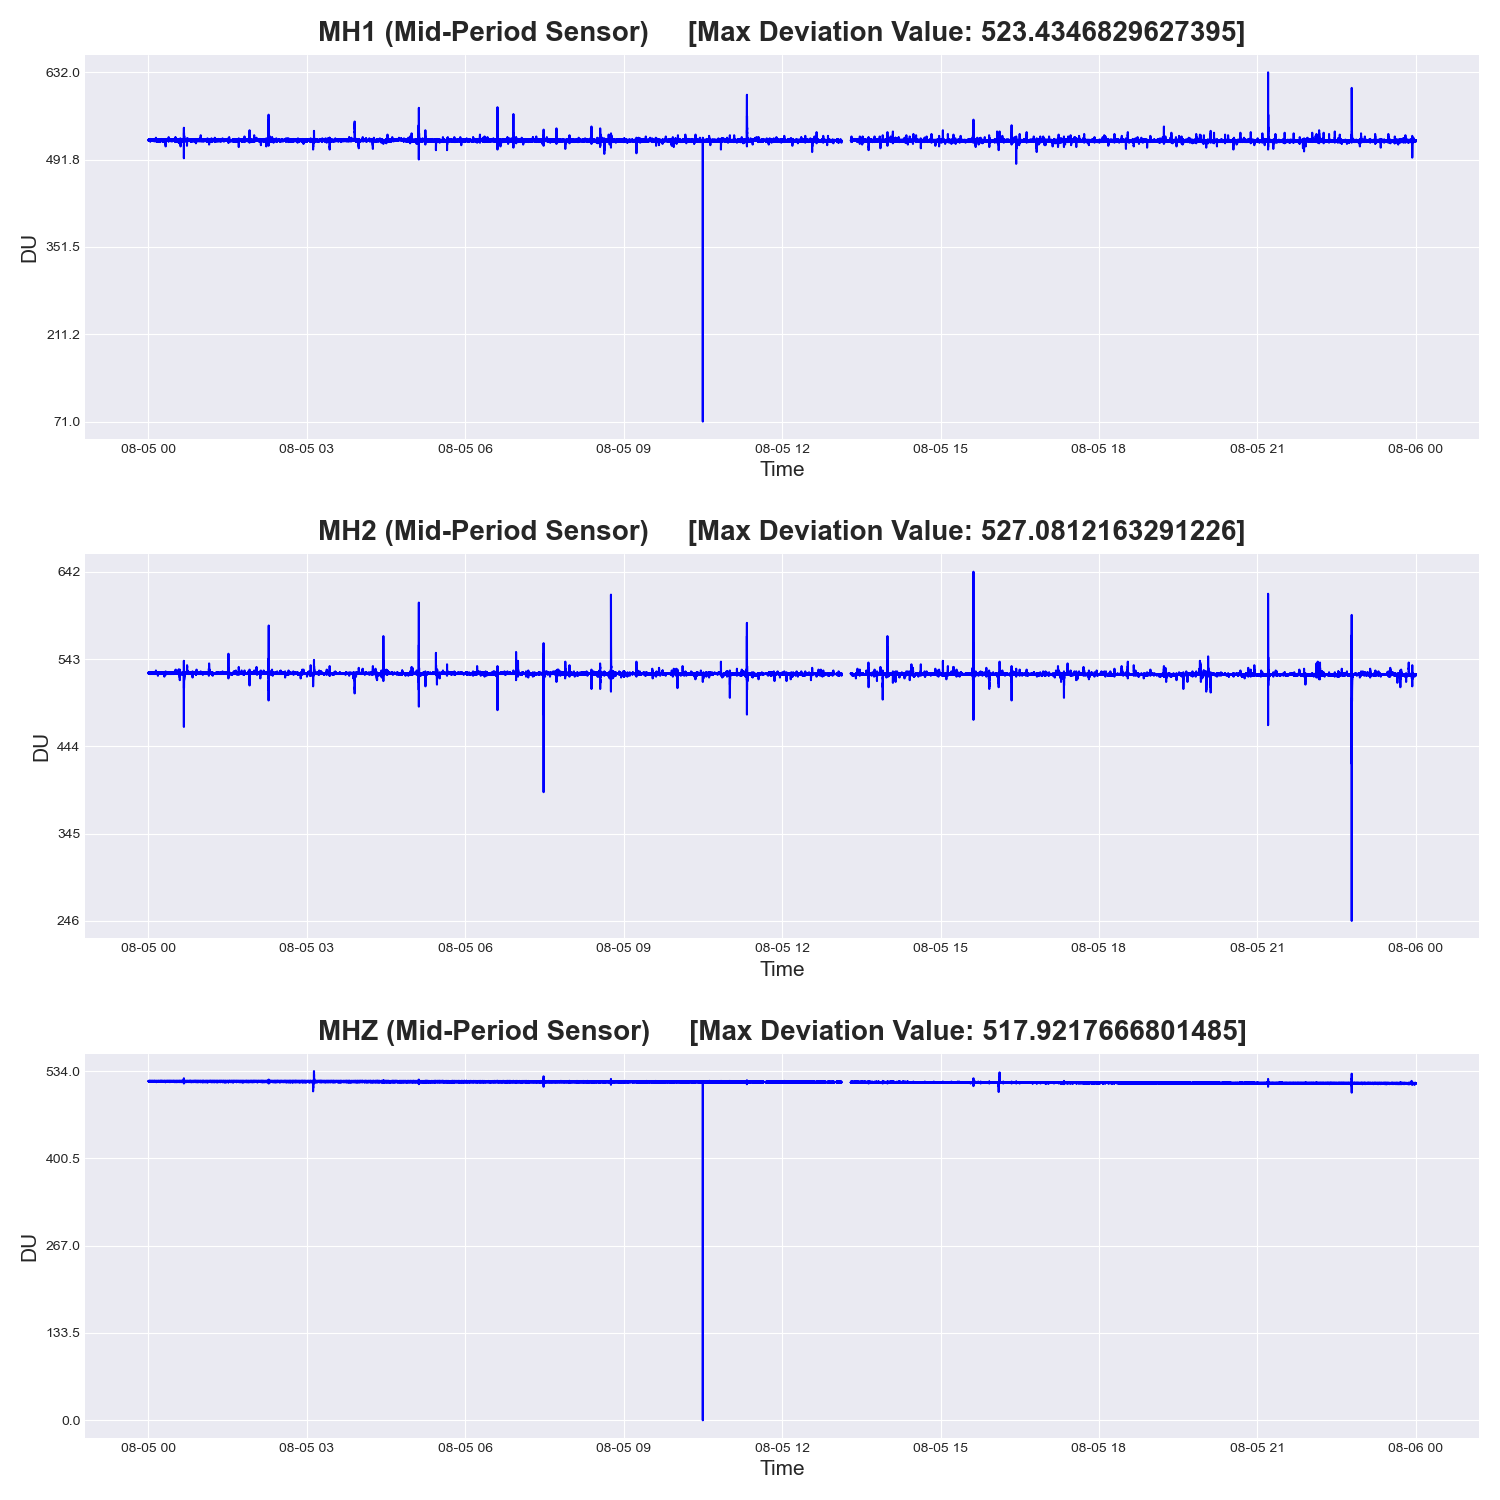 MH1 (Mid-Period Sensor) [Max Deviation Value: 523.4346829627395]
632.0
491.8
351.5
211.2
71.0
DU
08-05 00 08-05 03 08-05 06 08-05 09 08-05 12 08-05 15 08-05 18 08-05 21 08-06 00
Time
MH2 (Mid-Period Sensor) [Max Deviation Value: 527.0812163291226]
642
543
444
345
246
DU
08-05 00 08-05 03 08-05 06 08-05 09 08-05 12 08-05 15 08-05 18 08-05 21 08-06 00
Time
MHZ (Mid-Period Sensor) [Max Deviation Value: 517.9217666801485]
534.0
400.5
267.0
133.5
0.0
DU
08-05 00 08-05 03 08-05 06 08-05 09 08-05 12 08-05 15 08-05 18 08-05 21 08-06 00
Time